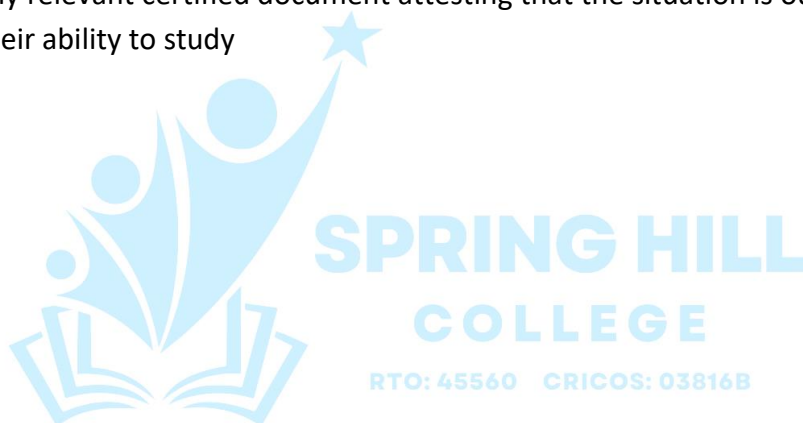 relevant certified document attesting that the situation is
eir ability to study
SPRING HILL
COLLEGE
RTO: 45560 CRICOS: 03816B